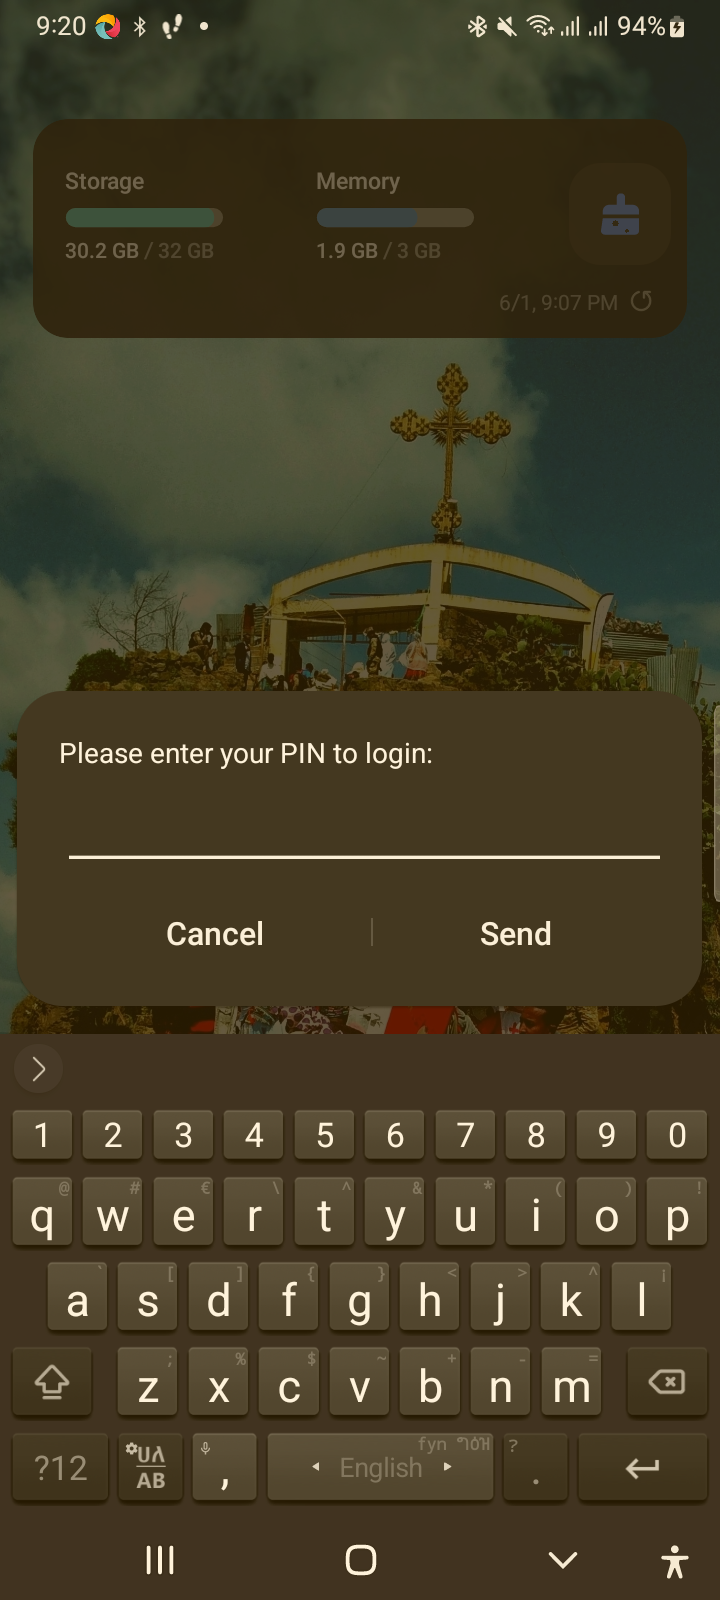 9:20 94%
Storage Memory
30.2 GB / 32 GB 1.9 GB / 3 GB
6/1, 9:07 PM
Please enter your PIN to login:
Cancel Send
1 2 3 4 5 6 7 8 9 0
@ # € \ ^ & * ( ) !
q w e r t y u i o p
` [ ] { } < > ^ ¡
a s d f g h j k l
; % $ ~ + - =
z x c v b n m
fyn ?
?12 AB , English .